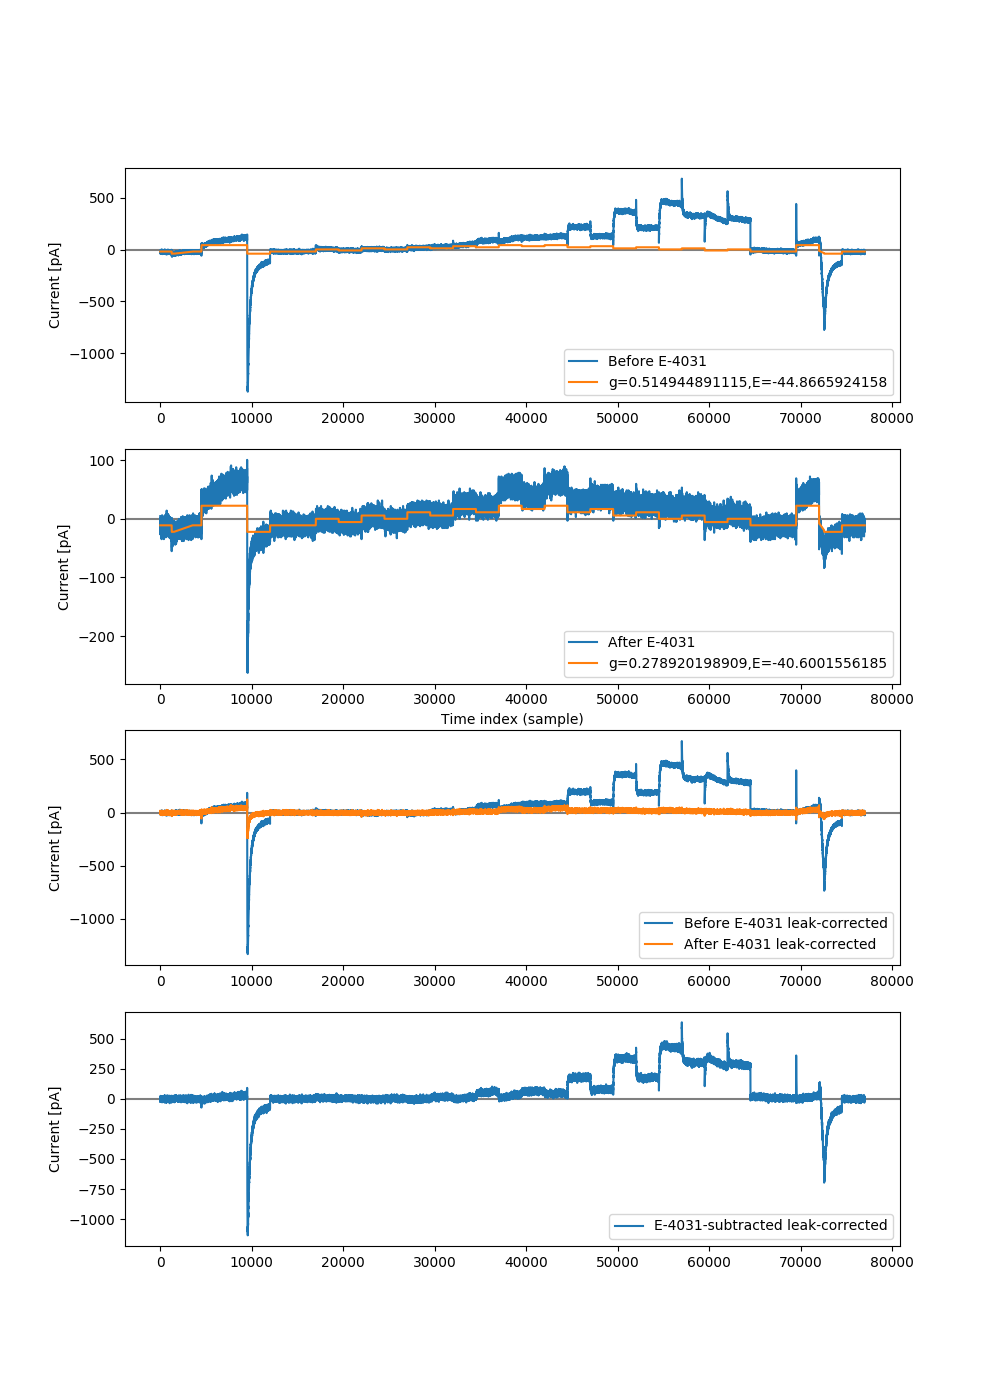 500
0
−500
−1000
Current [pA]
Before E-4031
g=0.514944891115,E=-44.8665924158
0 10000 20000 30000 40000 50000 60000 70000 80000
100
0
−100
−200
Current [pA]
After E-4031
g=0.278920198909,E=-40.6001556185
0 10000 20000 30000 40000 50000 60000 70000 80000
Time index (sample)
500
0
−500
−1000
Current [pA]
Before E-4031 leak-corrected
After E-4031 leak-corrected
0 10000 20000 30000 40000 50000 60000 70000 80000
500
250
0
−250
−500
−750
−1000
Current [pA]
E-4031-subtracted leak-corrected
0 10000 20000 30000 40000 50000 60000 70000 80000